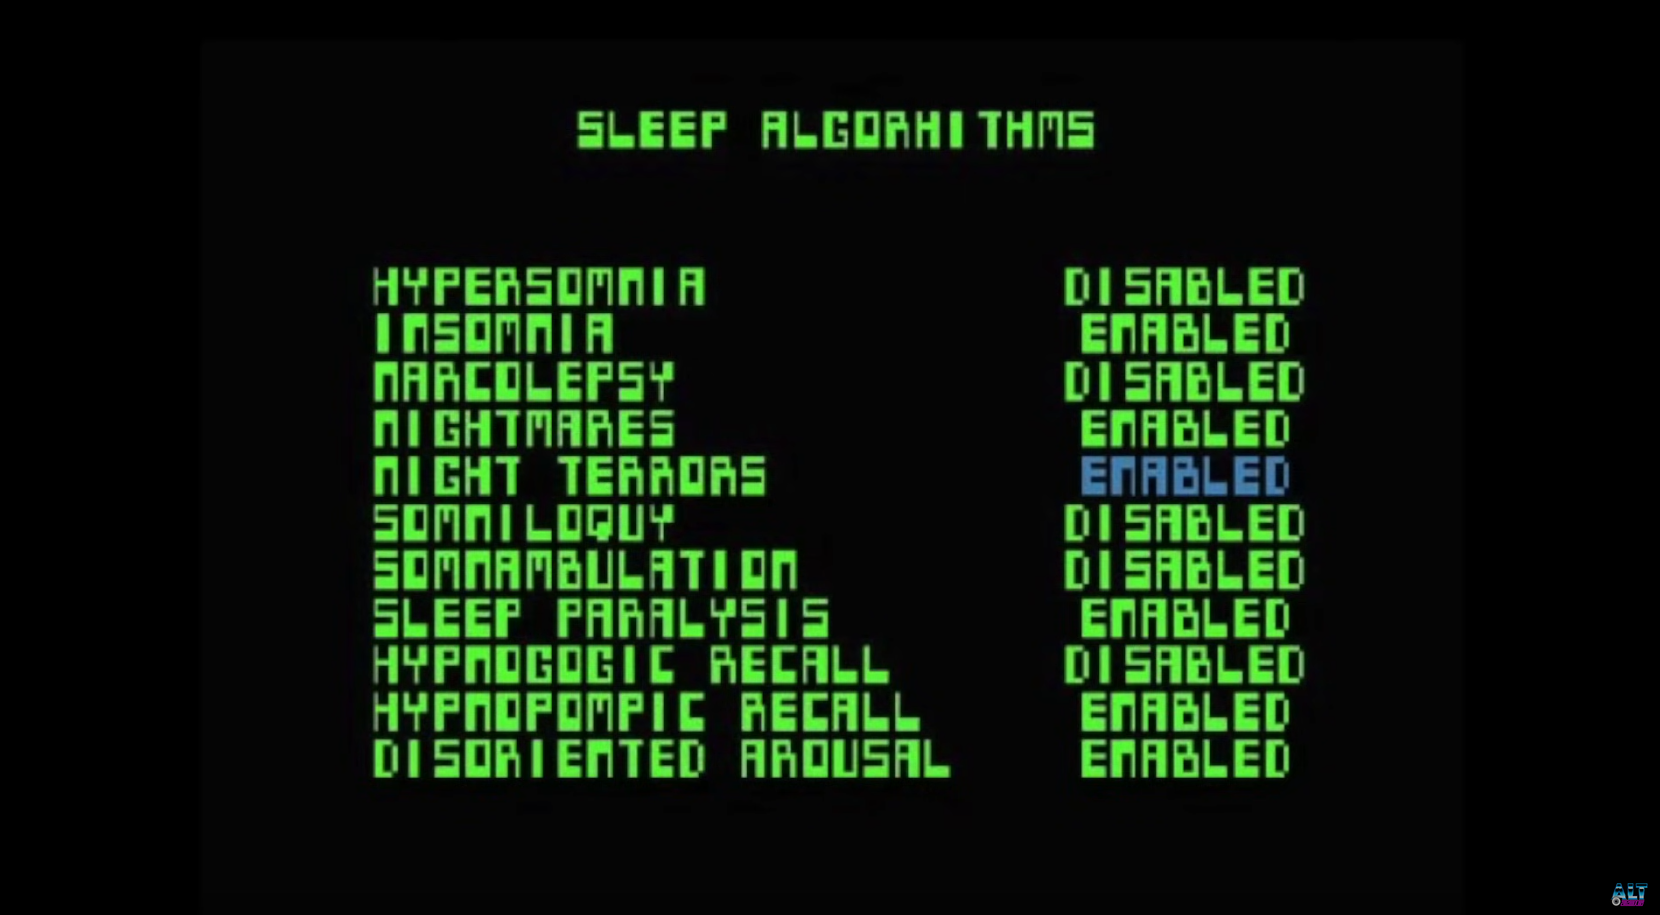 SLEEP ALGORHITHMS
HYPERSOMNIA DISABLED
INSOMNIA ENABLED
NARCOLEPSY DISABLED
NIGHTMARES ENABLED
NIGHT TERRORS ENABLED
SOMNILOQUY DISABLED
SOMNAMBULATION DISABLED
SLEEP PARALYSIS ENABLED
HYPNOGOGIC RECALL DISABLED
HYPNOPOMPIC RECALL ENABLED
DISORIENTED AROUSAL ENABLED
ALT